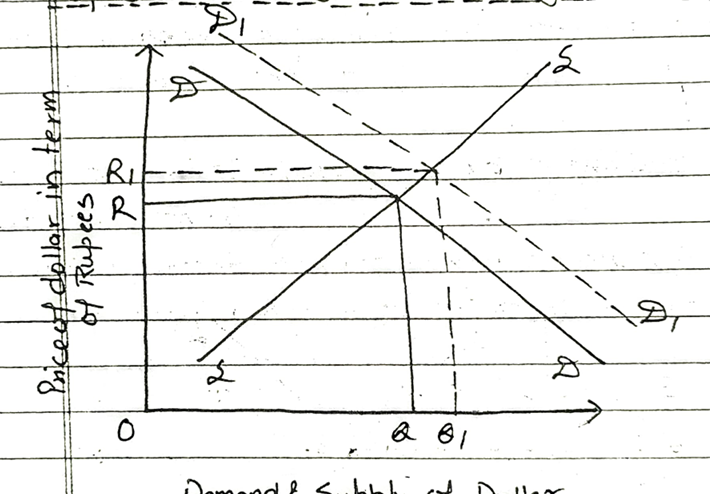 D1
D
S
R1
R
Price of dollar in term
of Rupees
D1
S
D
O
Q
Q1
Demand & Supply of Dollar